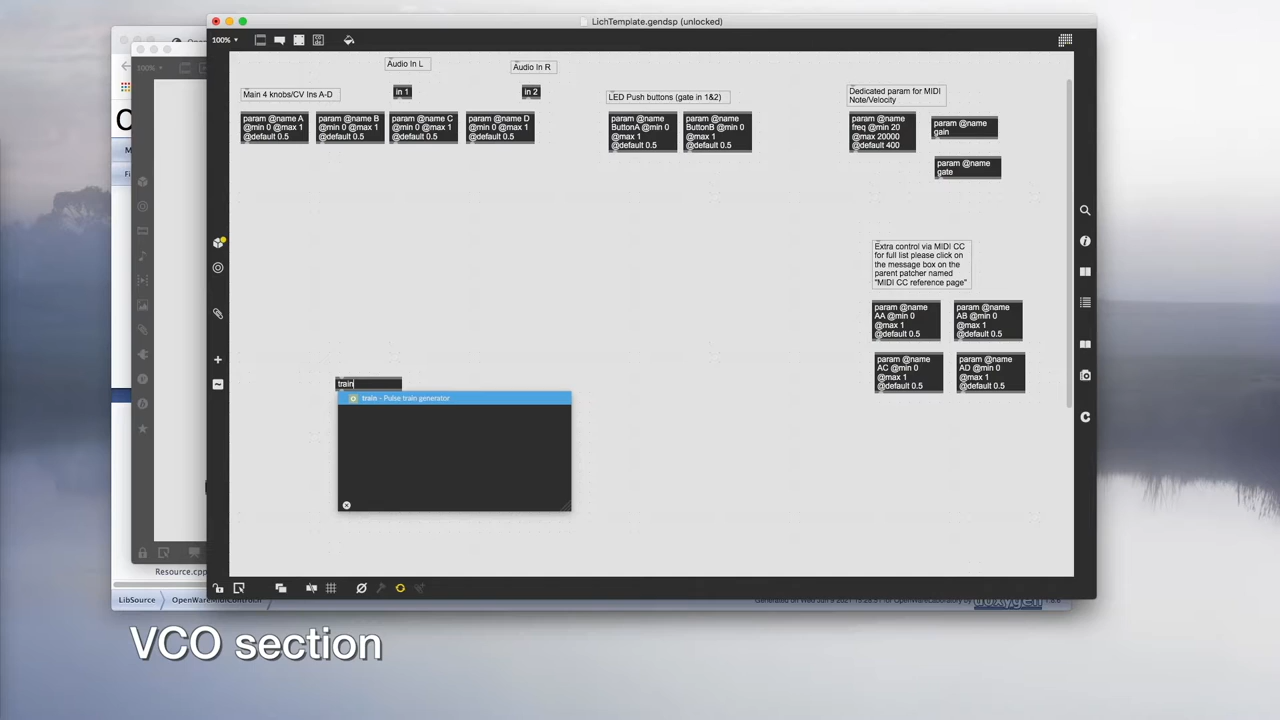 LichTemplate.gendsp (unlocked)
100%
Audio In L
Audio In R
Main 4 knobs/CV Ins A-D
in 1
in 2
LED Push buttons (gate in 1&2)
Dedicated param for MIDI
Note/Velocity
param @name A
@min 0 @max 1
@default 0.5
param @name B
@min 0 @max 1
@default 0.5
param @name C
@min 0 @max 1
@default 0.5
param @name D
@min 0 @max 1
@default 0.5
param @name
ButtonA @min 0
@max 1
@default 0.5
param @name
ButtonB @min 0
@max 1
@default 0.5
param @name
freq @min 20
@max 20000
@default 400
param @name
gain
param @name
gate
Extra control via MIDI CC
for full list please click on
the message box on the
parent patcher named
"MIDI CC reference page"
param @name
AA @min 0
@max 1
@default 0.5
param @name
AB @min 0
@max 1
@default 0.5
param @name
AC @min 0
@max 1
@default 0.5
param @name
AD @min 0
@max 1
@default 0.5
train
train - Pulse train generator
100%
Resource.cpp
LibSource
VCO section